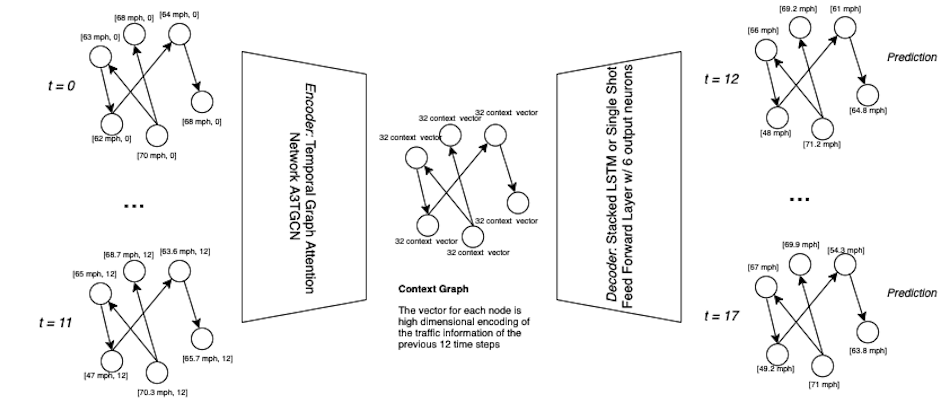 [68 mph, 0]
[64 mph, 0]
[63 mph, 0]
t = 0
[62 mph, 0]
[68 mph, 0]
[70 mph, 0]
...
[68.7 mph, 12]
[63.6 mph, 12]
[65 mph, 12]
t = 11
[47 mph, 12]
[65.7 mph, 12]
[70.3 mph, 12]
Encoder: Temporal Graph Attention
Network A3TGCN
32 context vector
32 context vector
32 context vector
32 context vector
32 context vector
32 context vector
Context Graph
The vector for each node is
high dimensional encoding of
the traffic information of the
previous 12 time steps
Decoder: Stacked LSTM or Single Shot
Feed Forward Layer w/ 6 output neurons
[69.2 mph]
[61 mph]
[66 mph]
Prediction
t = 12
[48 mph]
[64.8 mph]
[71.2 mph]
...
[69.9 mph]
[54.3 mph]
[67 mph]
Prediction
t = 17
[49.2 mph]
[63.8 mph]
[71 mph]